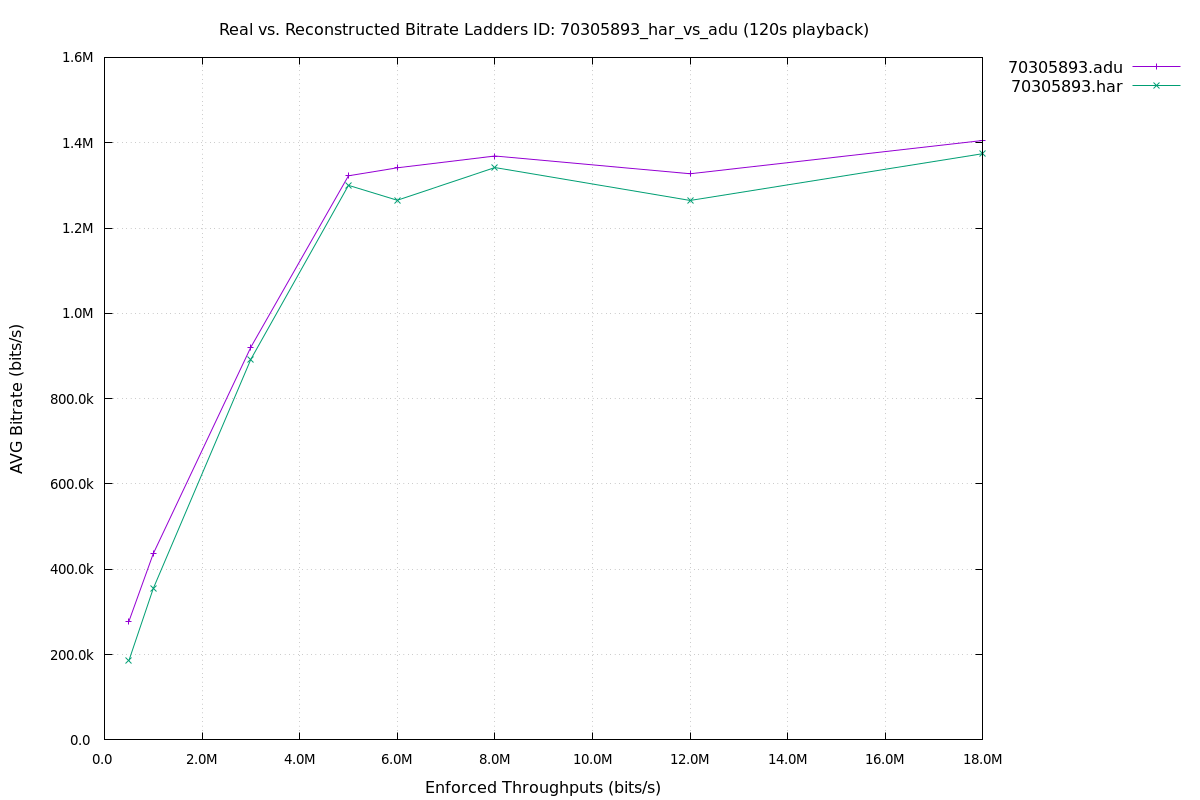 Real vs. Reconstructed Bitrate Ladders ID: 70305893_har_vs_adu (120s playback)
70305893.adu
70305893.har
1.6M
1.4M
1.2M
1.0M
800.0k
600.0k
400.0k
200.0k
0.0
AVG Bitrate (bits/s)
0.0 2.0M 4.0M 6.0M 8.0M 10.0M 12.0M 14.0M 16.0M 18.0M
Enforced Throughputs (bits/s)